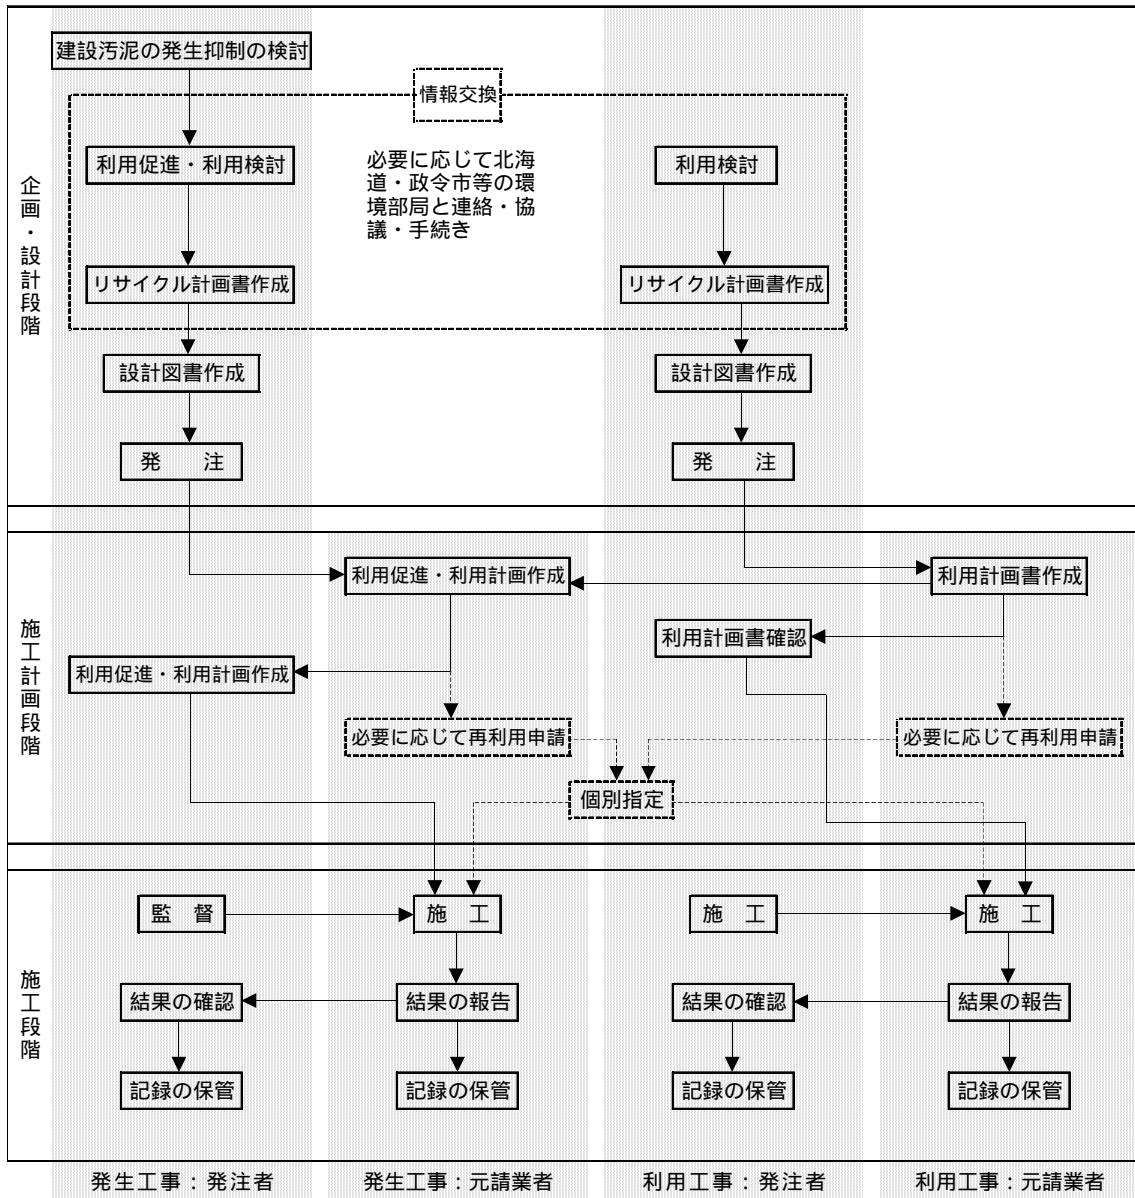 企画・設計段階
建設汚泥の発生抑制の検討
情報交換
利用促進・利用検討
必要に応じて北海
道・政令市等の環
境部局と連絡・協
議・手続き
利用検討
リサイクル計画書作成
リサイクル計画書作成
設計図書作成
設計図書作成
発 注
発 注
施工計画段階
利用促進・利用計画作成
利用計画書作成
利用計画書確認
利用促進・利用計画作成
必要に応じて再利用申請
必要に応じて再利用申請
個別指定
施工段階
監 督
施 工
施 工
施 工
結果の確認
結果の報告
結果の確認
結果の報告
記録の保管
記録の保管
記録の保管
記録の保管
発生工事:発注者
発生工事:元請業者
利用工事:発注者
利用工事:元請業者